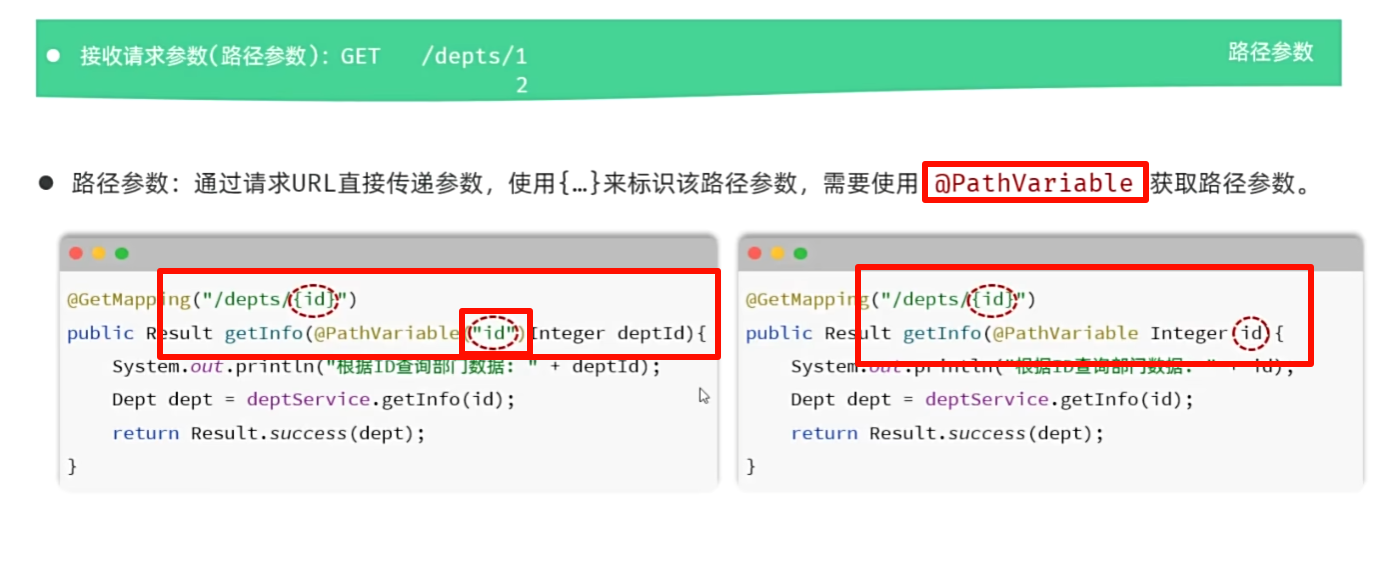 接收请求参数(路径参数)：GET /depts/1
2
路径参数
路径参数：通过请求URL直接传递参数，使用{…}来标识该路径参数，需要使用 @PathVariable 获取路径参数。
@GetMapping("/depts/{id}")
public Result getInfo(@PathVariable("id") Integer deptId){
System.out.println("根据ID查询部门数据：" + deptId);
Dept dept = deptService.getInfo(id);
return Result.success(dept);
}
@GetMapping("/depts/{id}")
public Result getInfo(@PathVariable Integer id){
System.out.println("根据ID查询部门数据：" + id);
Dept dept = deptService.getInfo(id);
return Result.success(dept);
}